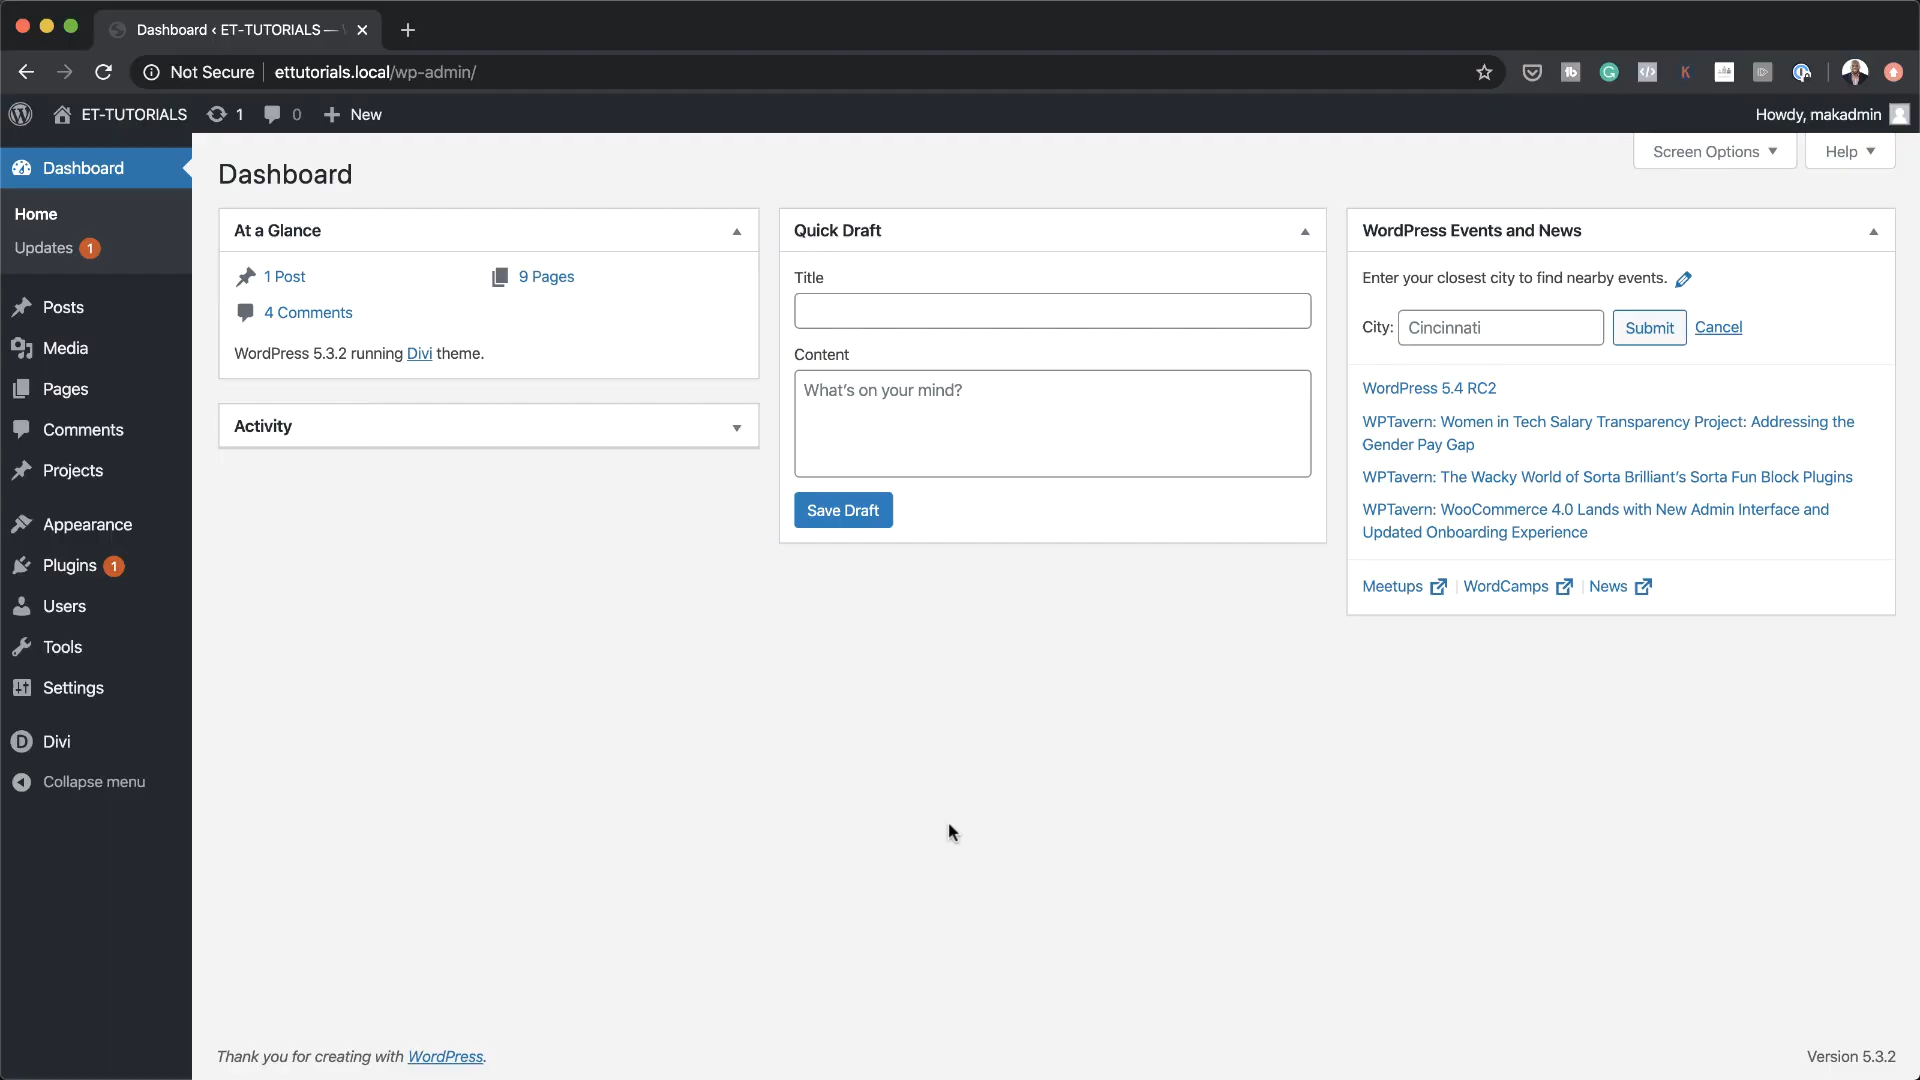 Dashboard ‹ ET-TUTORIALS —
Not Secure
ettutorials.local/wp-admin/
ET-TUTORIALS
1
0
New
Howdy, makadmin
Dashboard
Home
Updates 1
Posts
Media
Pages
Comments
Projects
Appearance
Plugins 1
Users
Tools
Settings
Divi
Collapse menu
Dashboard
Screen Options
Help
At a Glance
1 Post
9 Pages
4 Comments
WordPress 5.3.2 running Divi theme.
Activity
Quick Draft
Title
Content
What's on your mind?
Save Draft
WordPress Events and News
Enter your closest city to find nearby events.
City: Cincinnati Submit Cancel
WordPress 5.4 RC2
WPTavern: Women in Tech Salary Transparency Project: Addressing the
Gender Pay Gap
WPTavern: The Wacky World of Sorta Brilliant's Sorta Fun Block Plugins
WPTavern: WooCommerce 4.0 Lands with New Admin Interface and
Updated Onboarding Experience
Meetups | WordCamps | News
Thank you for creating with WordPress.
Version 5.3.2